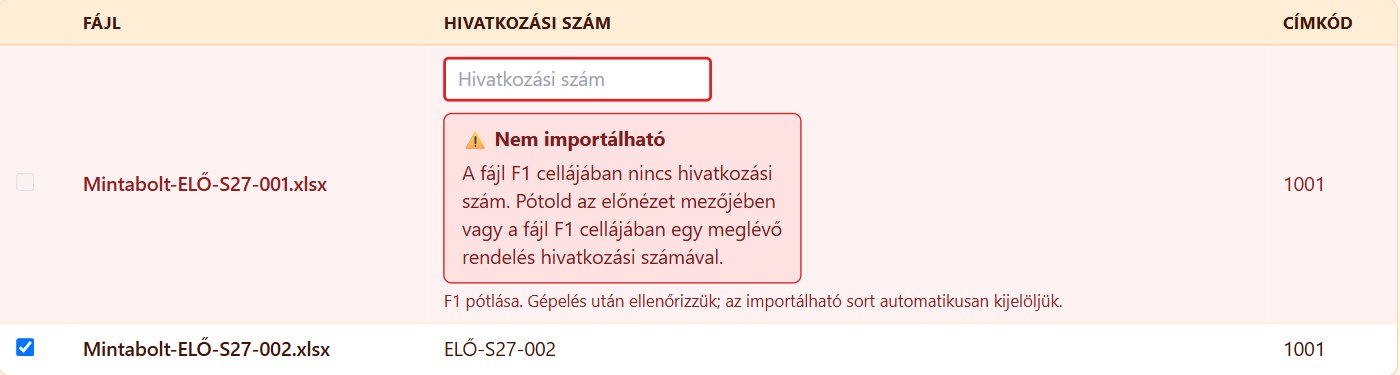 FÁJL HIVATKOZÁSI SZÁM CÍMKÓD
Hivatkozási szám
Nem importálható
A fájl F1 cellájában nincs hivatkozási
szám. Pótold az előnézet mezőjében
vagy a fájl F1 cellájában egy meglévő
rendelés hivatkozási számával.
Mintabolt-ELŐ-S27-001.xlsx 1001
F1 pótlása. Gépelés után ellenőrizzük; az importálható sort automatikusan kijelöljük.
Mintabolt-ELŐ-S27-002.xlsx ELŐ-S27-002 1001